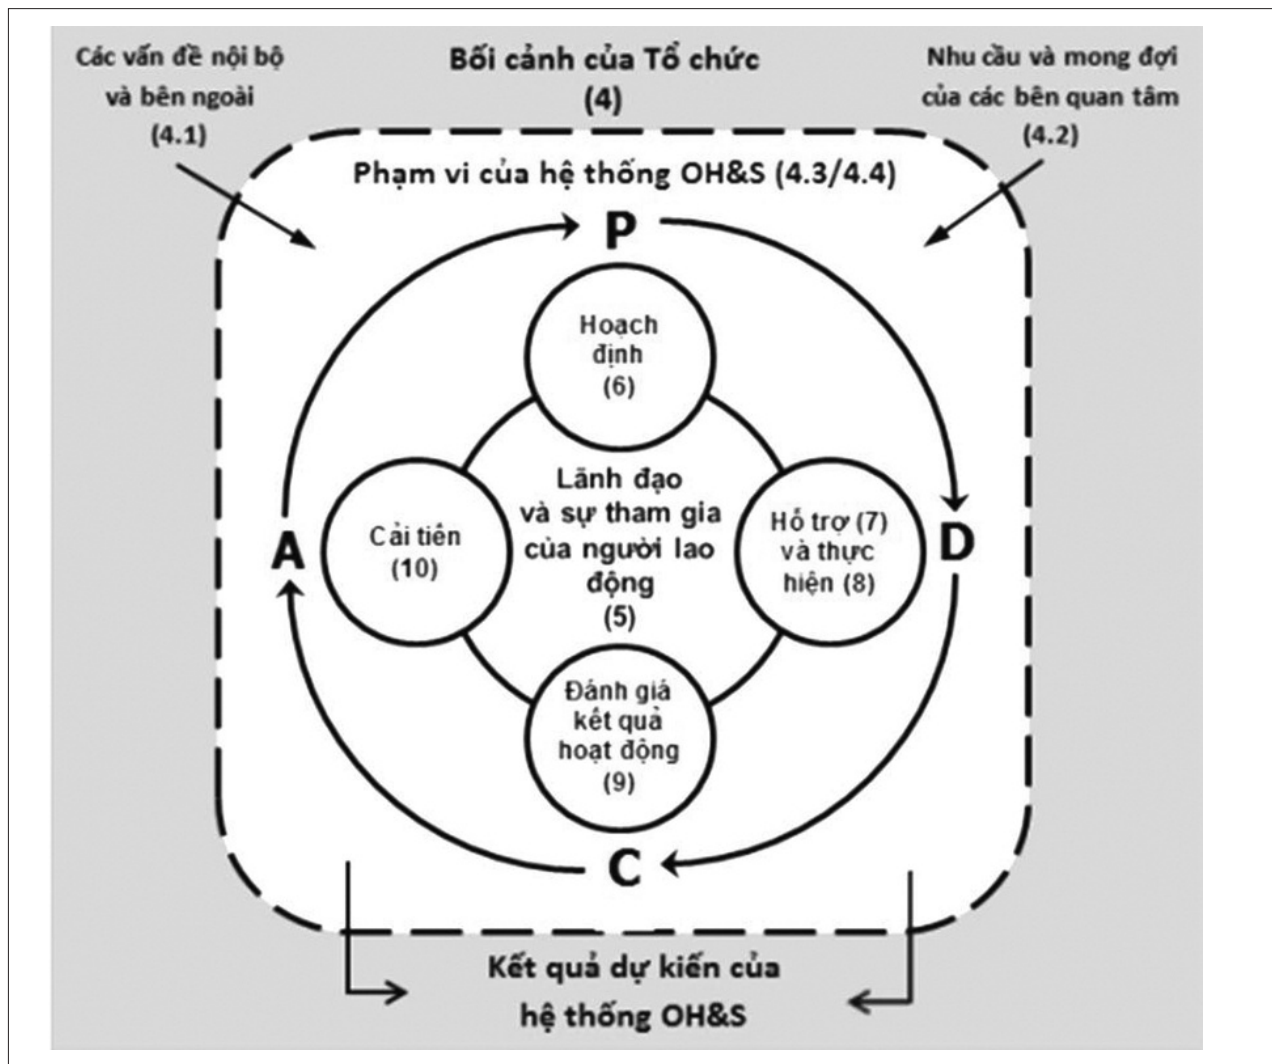 Các vấn đề nội bộ
và bên ngoài
(4.1)
Bối cảnh của Tổ chức
(4)
Nhu cầu và mong đợi
của các bên quan tâm
(4.2)
Phạm vi của hệ thống OH&S (4.3/4.4)
P
Hoạch
định
(6)
Lãnh đạo
và sự tham gia
của người lao
động
(5)
A
Cải tiến
(10)
Hỗ trợ (7)
và thực
hiện (8)
D
Đánh giá
kết quả
hoạt động
(9)
C
Kết quả dự kiến của
hệ thống OH&S